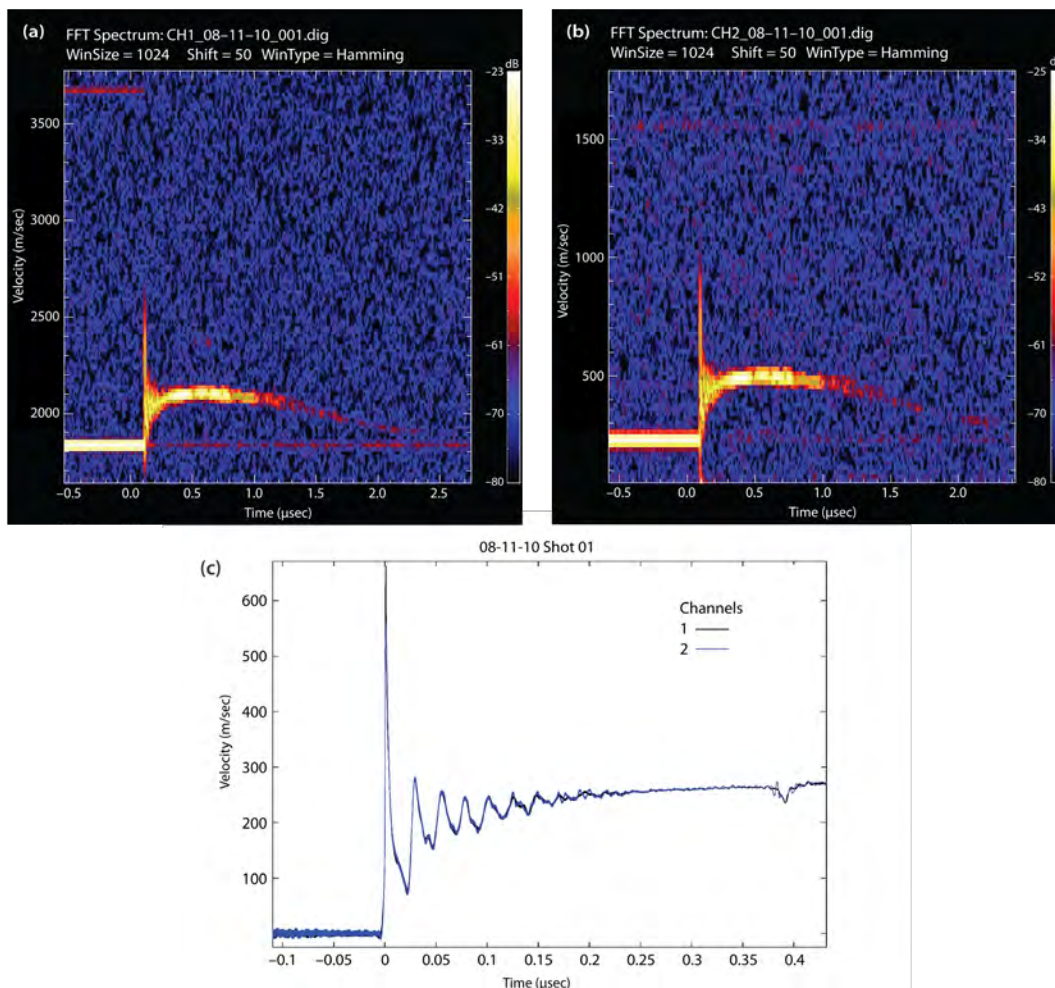 (a)
FFT Spectrum: CH1_08–11–10_001.dig
WinSize = 1024 Shift = 50 WinType = Hamming
dB
–23
–33
–42
–52
–61
–70
–80
3500
3000
2500
2000
Velocity (m/sec)
–0.5 0.0 0.5 1.0 1.5 2.0 2.5
Time (µsec)
(b)
FFT Spectrum: CH2_08–11–10_001.dig
WinSize = 1024 Shift = 50 WinType = Hamming
–25
–34
–43
–52
–61
–70
–80
1500
1000
500
Velocity (m/sec)
–0.5 0.0 0.5 1.0 1.5 2.0
Time (µsec)
(c)
08-11-10 Shot 01
600
500
400
300
200
100
Velocity (m/sec)
Channels
1
2
–0.1 –0.05 0 0.05 0.1 0.15 0.2 0.25 0.3 0.35 0.4
Time (µsec)